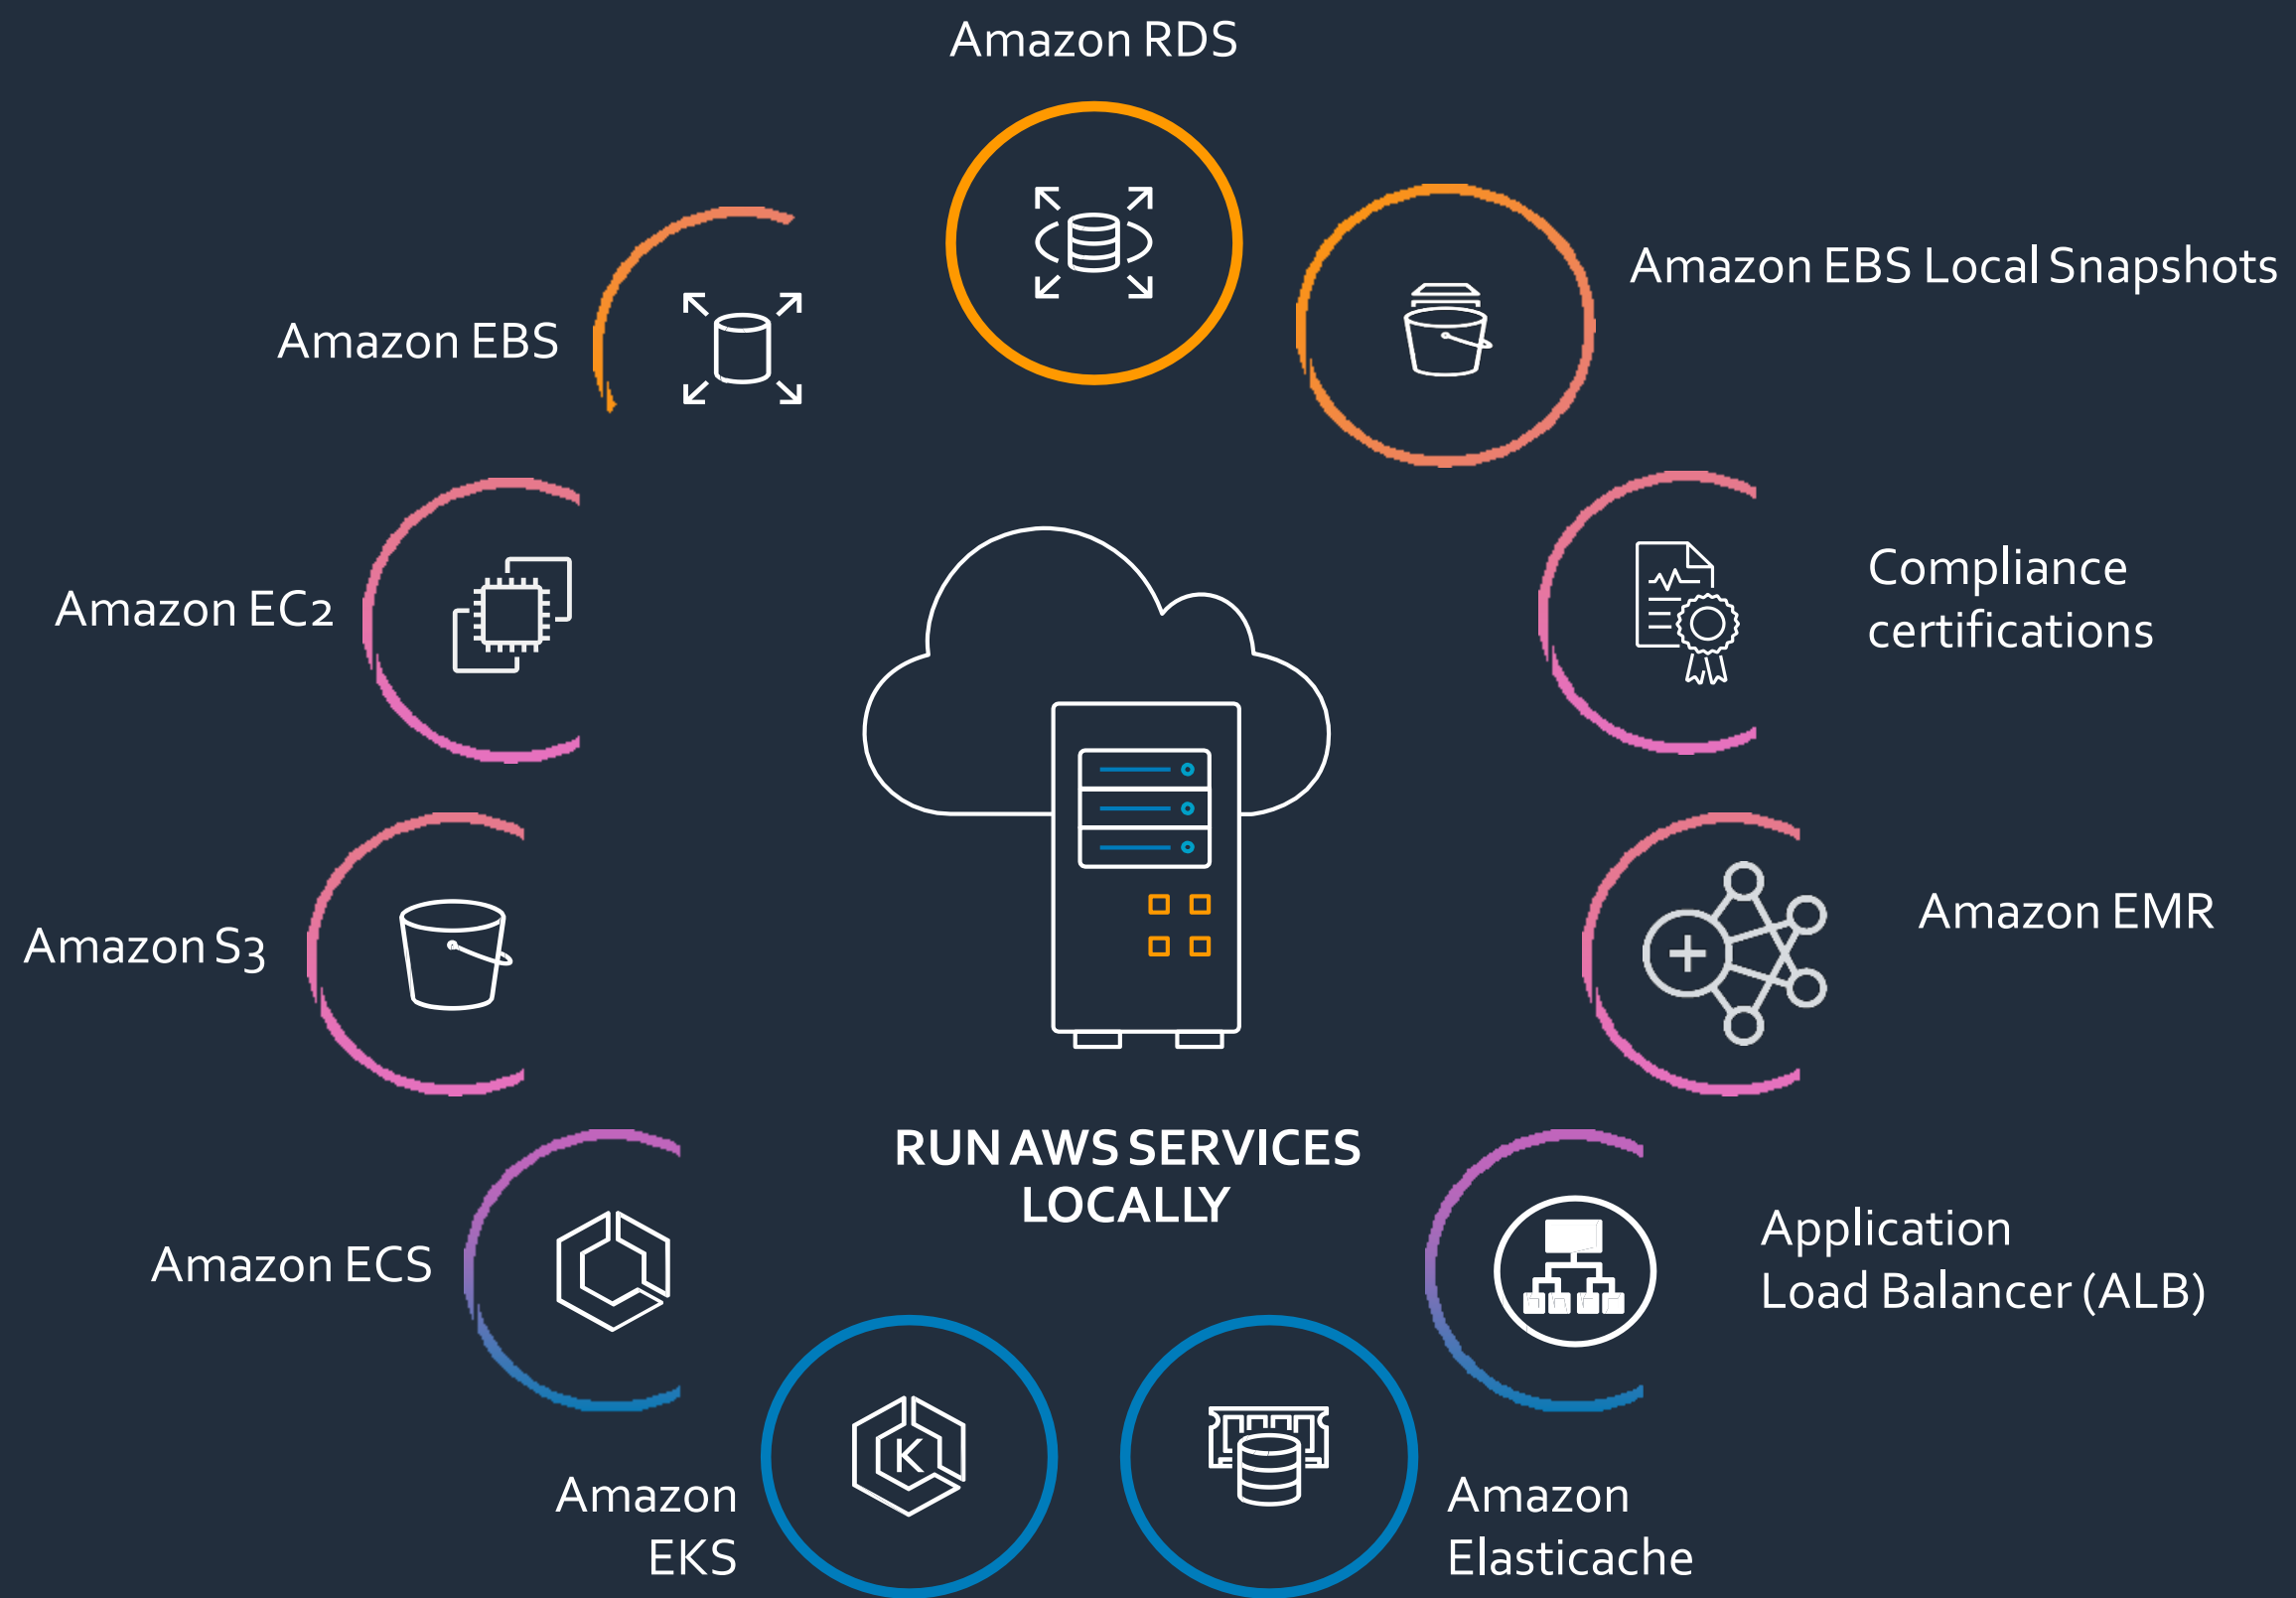 Amazon RDS
Amazon EBS Local Snapshots
Amazon EBS
Compliance
certifications
Amazon EC2
Amazon EMR
Amazon S3
RUN AWS SERVICES
LOCALLY
Application
Load Balancer (ALB)
Amazon ECS
K
Amazon
EKS
Amazon
Elasticache